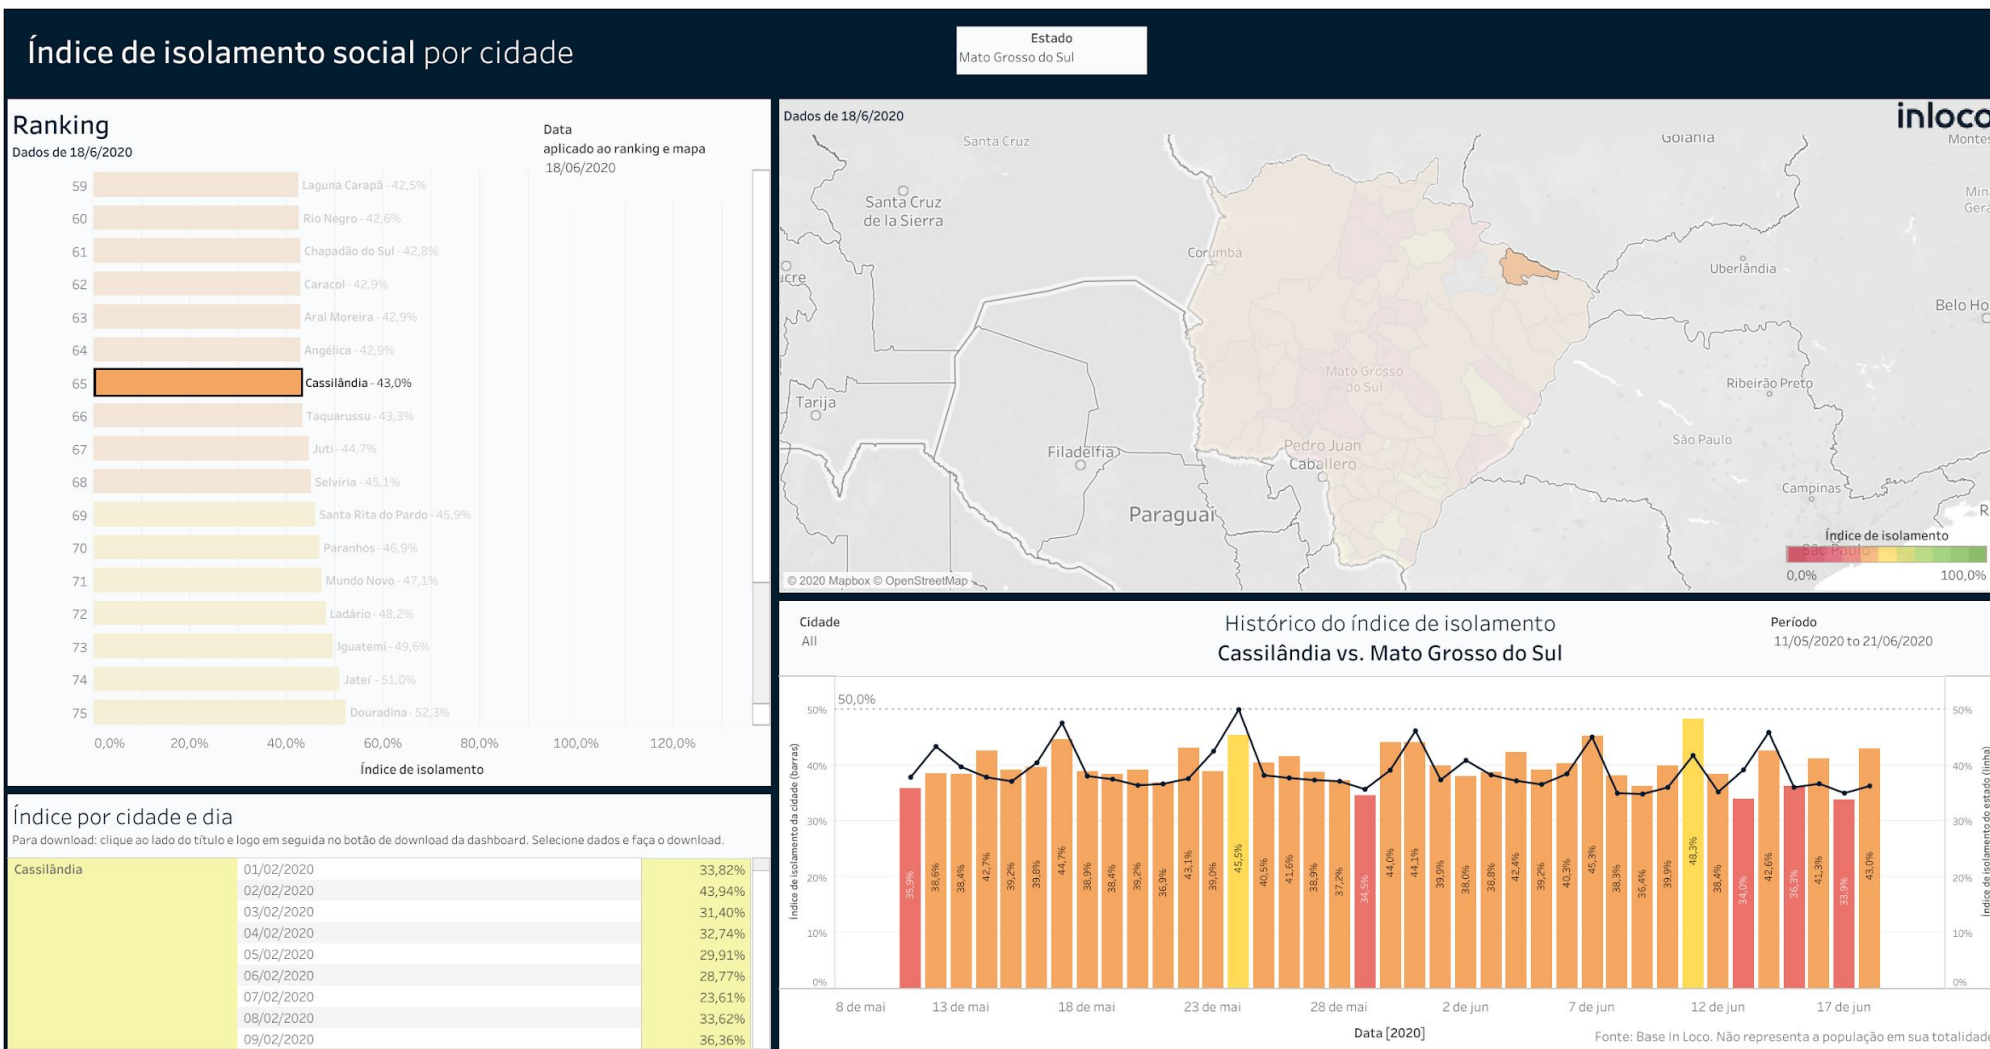 Índice de isolamento social por cidade
Estado
Mato Grosso do Sul
Ranking
Dados de 18/6/2020
Data
aplicado ao ranking e mapa
18/06/2020
59 Laguna Carapã - 42,5%
60 Rio Negro - 42,6%
61 Chapadão do Sul - 42,8%
62 Caracol - 42,9%
63 Aral Moreira - 42,9%
64 Angélica - 42,9%
65 Cassilândia - 43,0%
66 Taquarussu - 43,3%
67 Juti - 44,7%
68 Selvíria - 45,1%
69 Santa Rita do Pardo - 45,9%
70 Paranhos - 46,9%
71 Mundo Novo - 47,1%
72 Ladário - 48,2%
73 Iguatemi - 49,6%
74 Jateí - 51,0%
75 Douradina - 52,3%
0,0% 20,0% 40,0% 60,0% 80,0% 100,0% 120,0%
Índice de isolamento
Índice por cidade e dia
Para download: clique ao lado do título e logo em seguida no botão de download da dashboard. Selecione dados e faça o download.
Cassilândia 01/02/2020 33,82%
02/02/2020 43,94%
03/02/2020 31,40%
04/02/2020 32,74%
05/02/2020 29,91%
06/02/2020 28,77%
07/02/2020 23,61%
08/02/2020 33,62%
09/02/2020 36,36%
Dados de 18/6/2020
inloco
Santa Cruz
Goiânia
Montes
Santa Cruz
de la Sierra
Min
Gera
Corumbá
ucre
Uberlândia
Belo Ho
Mato Grosso
do Sul
Ribeirão Preto
Tarija
São Paulo
Filadélfia
Pedro Juan
Caballero
Campinas
Paraguai
R
Índice de isolamento
São Paulo
0,0% 100,0%
© 2020 Mapbox © OpenStreetMap
Cidade
All
Histórico do índice de isolamento
Cassilândia vs. Mato Grosso do Sul
Período
11/05/2020 to 21/06/2020
Índice de isolamento da cidade (barras)
50,0%
50%
40%
30%
20%
10%
0%
35,9% 38,6% 38,4% 42,7% 39,2% 39,8% 44,7% 38,9% 38,4% 39,2% 36,9% 43,1% 39,0% 45,5% 40,5% 41,6% 38,9% 37,2% 34,5% 44,0% 44,1% 39,9% 38,0% 38,8% 42,4% 39,2% 40,3% 45,3% 38,3% 36,4% 39,9% 48,3% 38,4% 34,0% 42,6% 36,3% 41,3% 33,9% 43,0%
50%
40%
30%
20%
10%
0%
Índice de isolamento do estado (linha)
8 de mai 13 de mai 18 de mai 23 de mai 28 de mai 2 de jun 7 de jun 12 de jun 17 de jun
Data [2020]
Fonte: Base In Loco. Não representa a população em sua totalidade